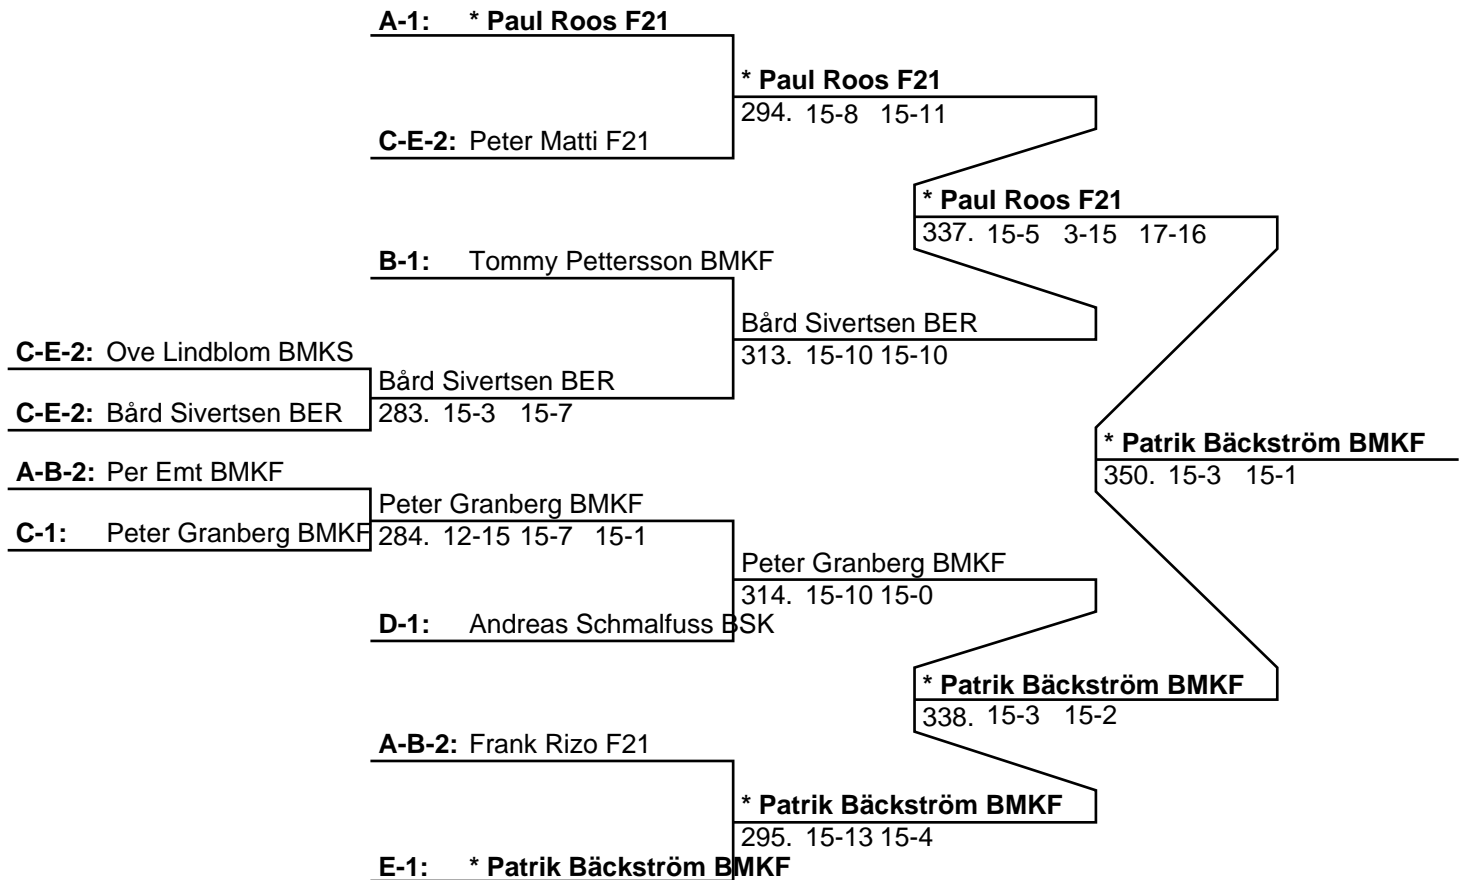 A-1: * Paul Roos F21
* Paul Roos F21
294. 15-8 15-11
C-E-2: Peter Matti F21
* Paul Roos F21
337. 15-5 3-15 17-16
B-1: Tommy Pettersson BMKF
Bård Sivertsen BER
313. 15-10 15-10
C-E-2: Ove Lindblom BMKS
Bård Sivertsen BER
283. 15-3 15-7
C-E-2: Bård Sivertsen BER
* Patrik Bäckström BMKF
350. 15-3 15-1
A-B-2: Per Emt BMKF
Peter Granberg BMKF
284. 12-15 15-7 15-1
C-1: Peter Granberg BMKF
Peter Granberg BMKF
314. 15-10 15-0
D-1: Andreas Schmalfuss BSK
* Patrik Bäckström BMKF
338. 15-3 15-2
A-B-2: Frank Rizo F21
* Patrik Bäckström BMKF
295. 15-13 15-4
E-1: * Patrik Bäckström BMKF